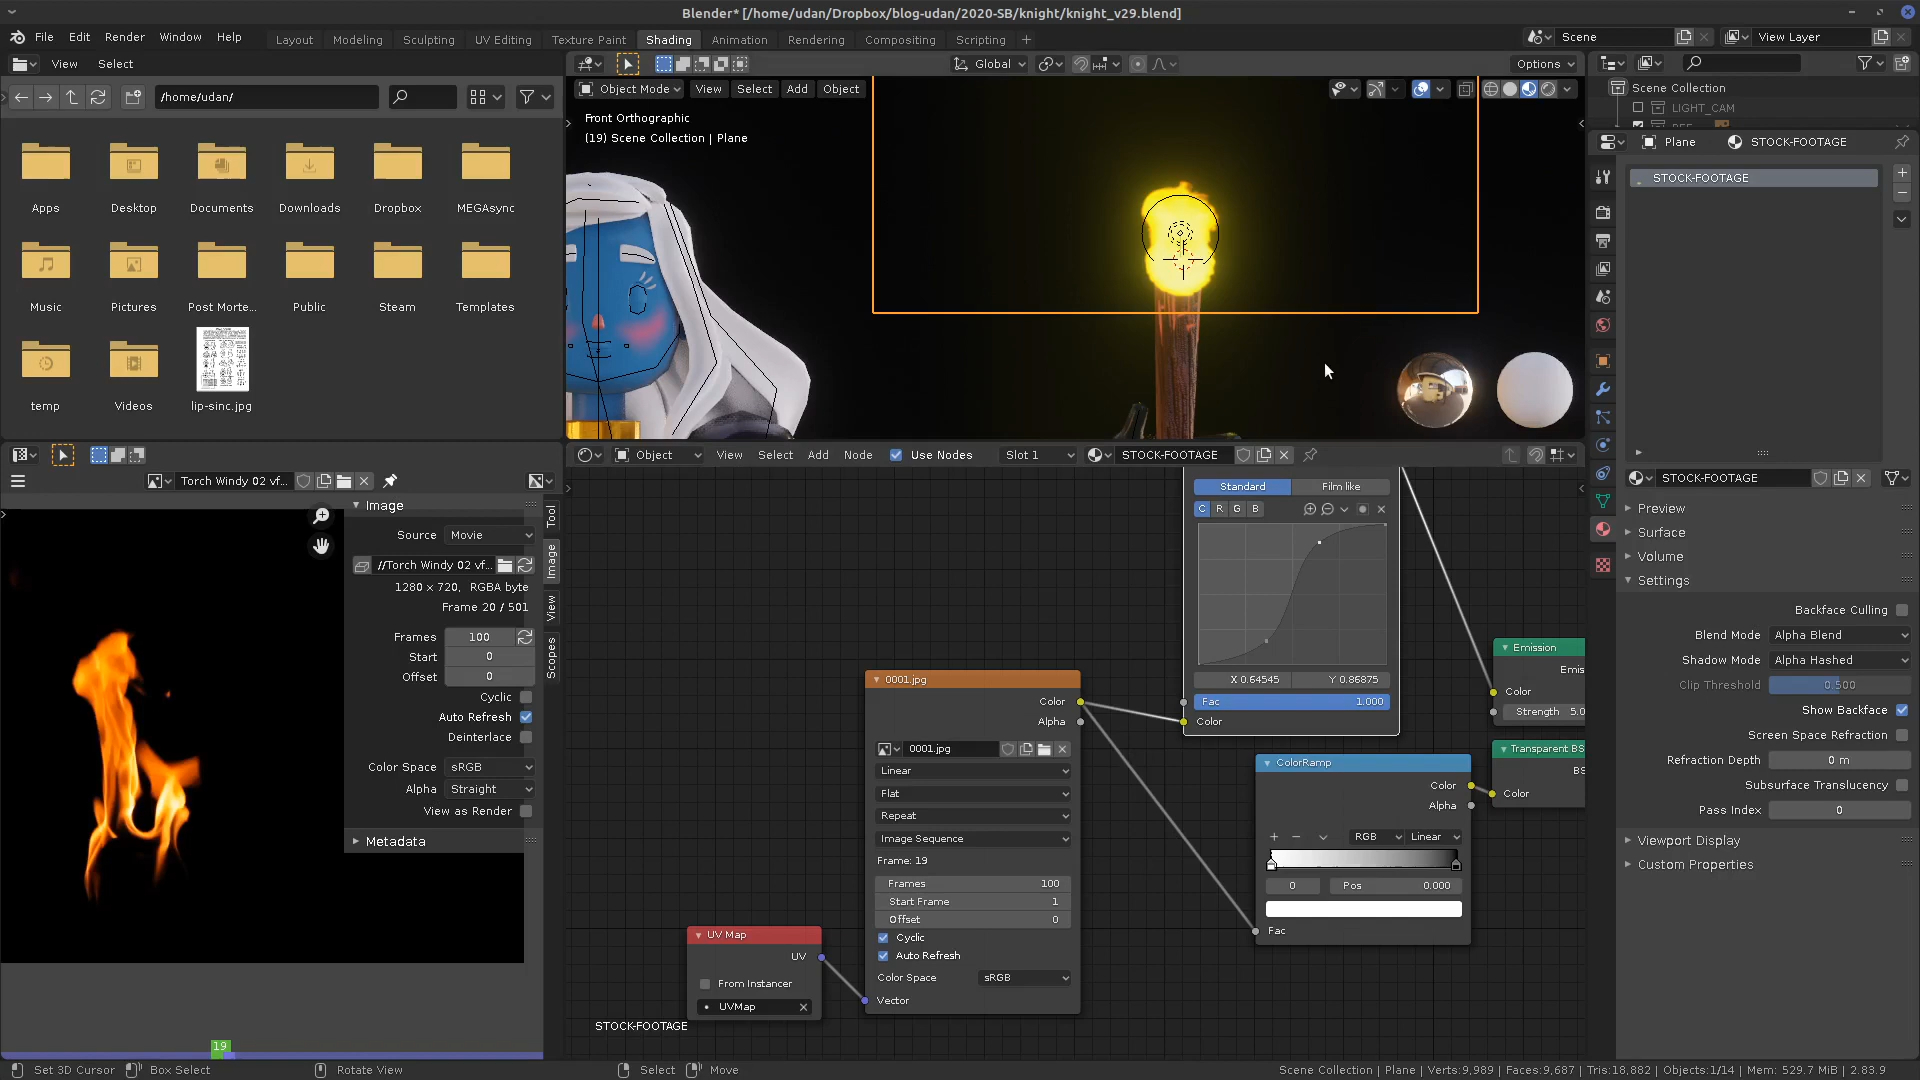 Blender* [/home/udan/Dropbox/blog-udan/2020-SB/knight/knight_v29.blend]
File Edit Render Window Help
Layout Modeling Sculpting UV Editing Texture Paint Shading Animation Rendering Compositing Scripting +
Scene
View Layer
View Select
Global
Options
/home/udan/
Object Mode View Select Add Object
Scene Collection
LIGHT_CAM
Front Orthographic
(19) Scene Collection | Plane
Plane STOCK-FOOTAGE
STOCK-FOOTAGE
Apps Desktop Documents Downloads Dropbox MEGAsync
Music Pictures Post Morte... Public Steam Templates
temp Videos lip-sinc.jpg
Object View Select Add Node Use Nodes Slot 1 STOCK-FOOTAGE
Torch Windy 02 vf...
Image
Source Movie
//Torch Windy 02 vf...
1280 × 720, RGBA byte
Frame 20 / 501
Frames 100
Start 0
Offset 0
Cyclic
Auto Refresh
Deinterlace
Color Space sRGB
Alpha Straight
View as Render
Metadata
Tool
Image
View
Scopes
19
Standard Film like
C R G B
X 0.64545 Y 0.86875
Fac 1.000
Color
0001.jpg
Color
Alpha
0001.jpg
Linear
Flat
Repeat
Image Sequence
Frame: 19
Frames 100
Start Frame 1
Offset 0
Cyclic
Auto Refresh
Color Space sRGB
Vector
UV Map
UV
From Instancer
UVMap
STOCK-FOOTAGE
ColorRamp
Color
Alpha
RGB Linear
0 Pos 0.000
Fac
Emission
Emis
Color
Strength 5.0
Transparent BS
BS
Color
STOCK-FOOTAGE
Preview
Surface
Volume
Settings
Backface Culling
Blend Mode Alpha Blend
Shadow Mode Alpha Hashed
Clip Threshold 0.500
Show Backface
Screen Space Refraction
Refraction Depth 0 m
Subsurface Translucency
Pass Index 0
Viewport Display
Custom Properties
Set 3D Cursor Box Select Rotate View Select Move
Scene Collection | Plane | Verts:9,989 | Faces:9,687 | Tris:18,882 | Objects:1/14 | Mem: 529.7 MiB | 2.83.9